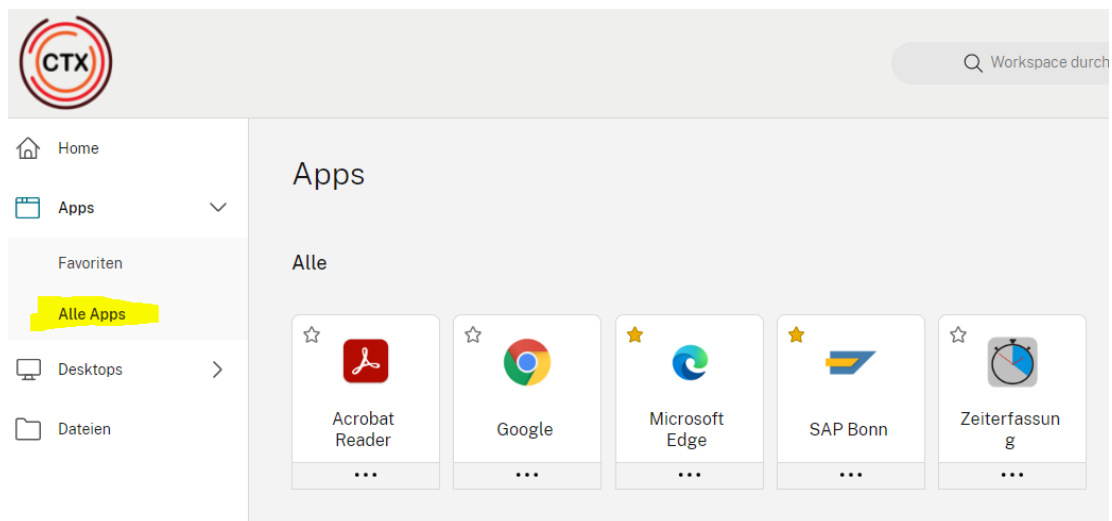 CTX
Workspace durch
Home
Apps
Favoriten
Alle Apps
Desktops
Dateien
Apps
Alle
Acrobat
Reader
Google
Microsoft
Edge
SAP Bonn
Zeiterfassun
g